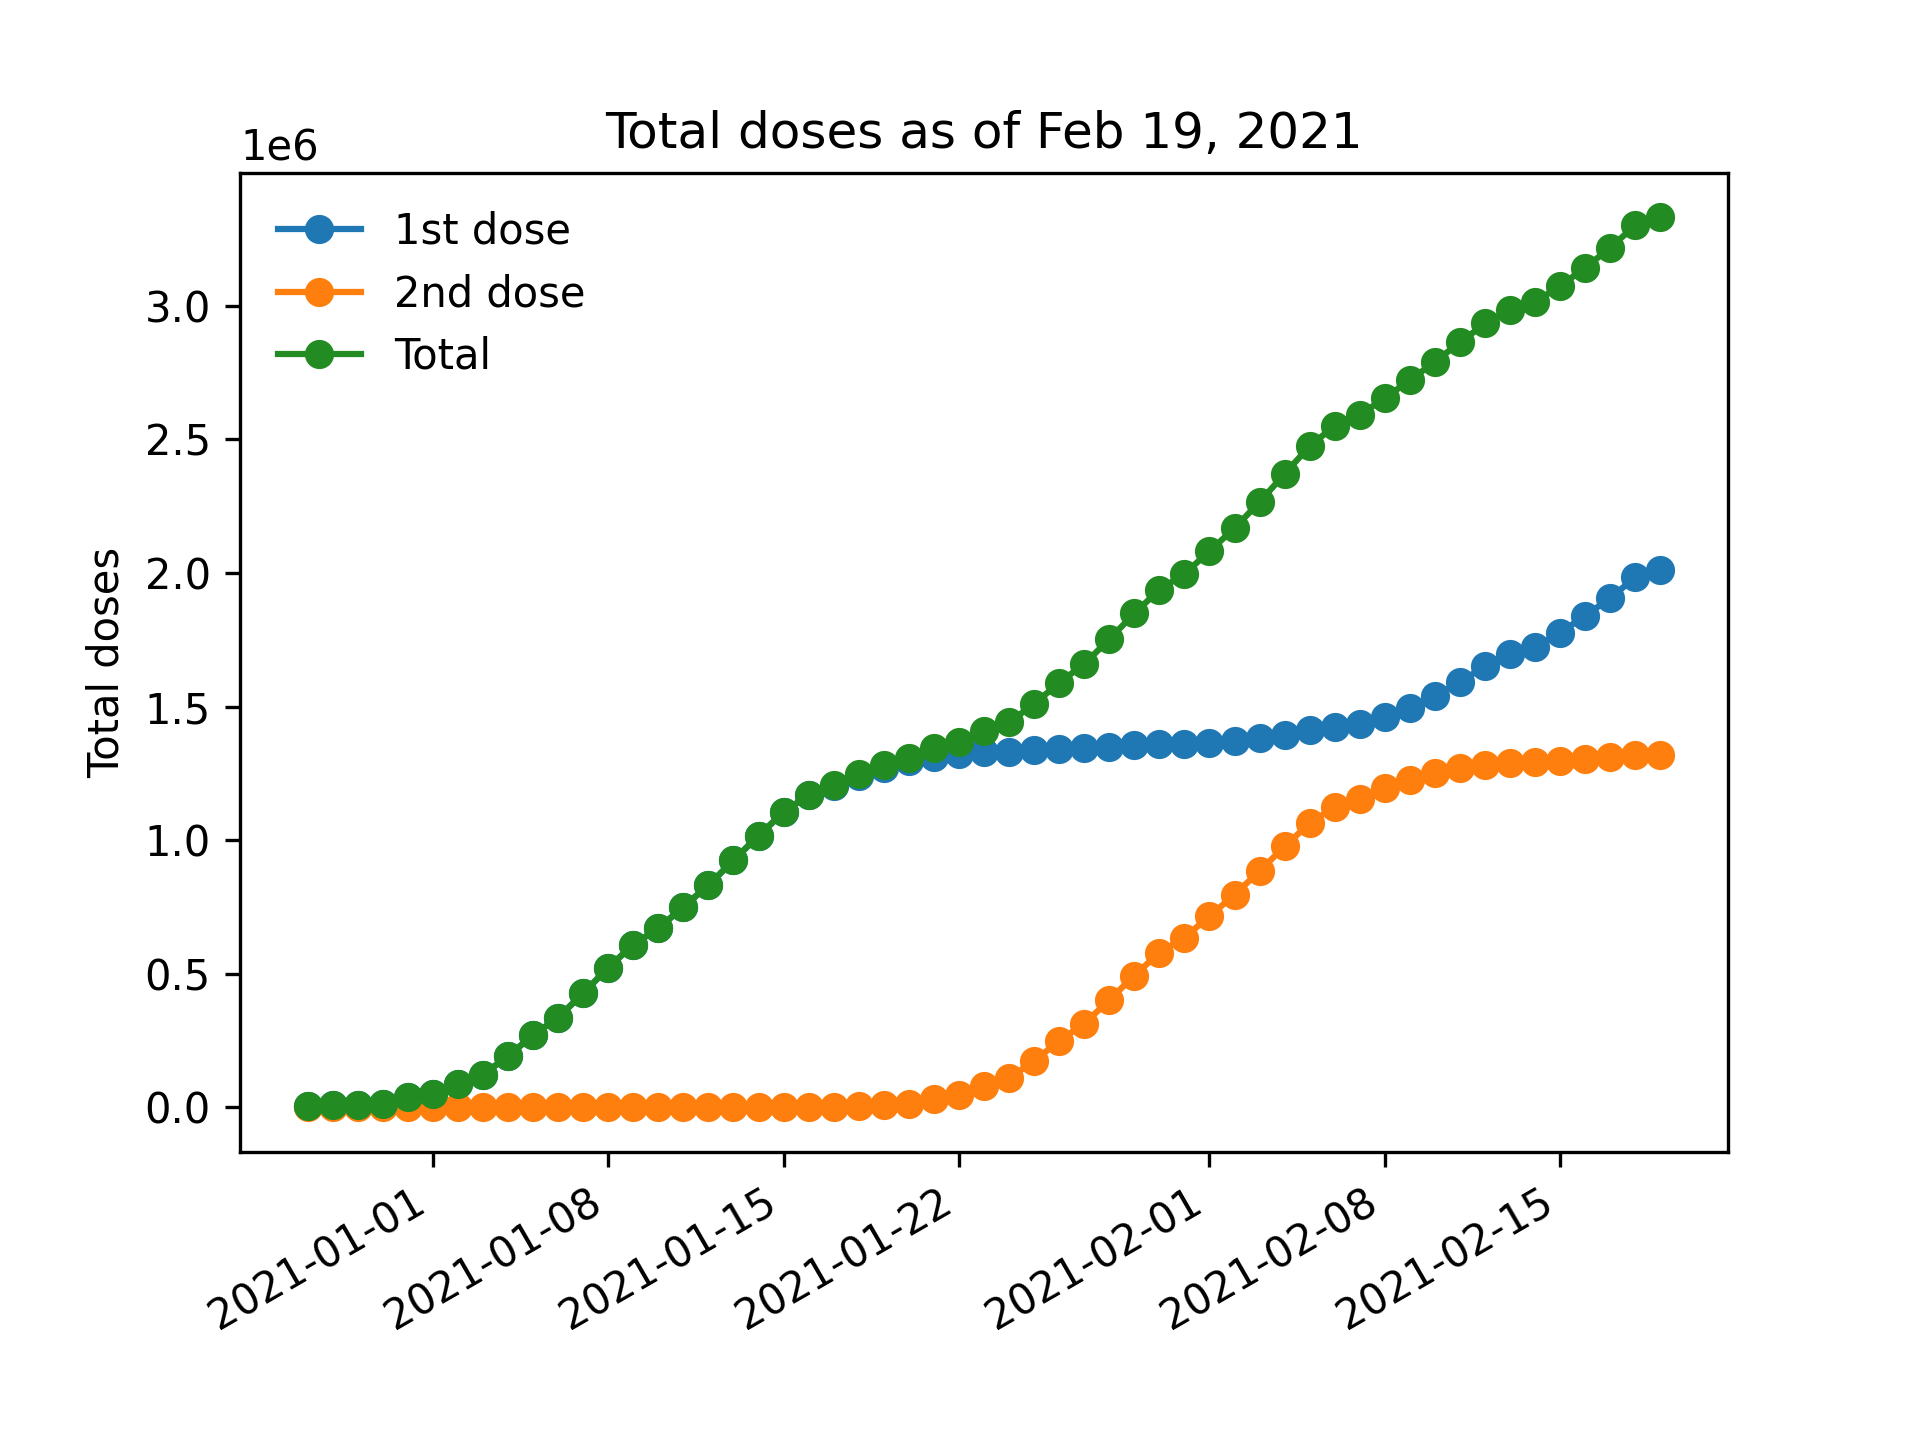 Total doses as of Feb 19, 2021
1e6
1st dose
2nd dose
Total
3.0
2.5
2.0
1.5
1.0
0.5
0.0
Total doses
2021-01-01
2021-01-08
2021-01-15
2021-01-22
2021-02-01
2021-02-08
2021-02-15